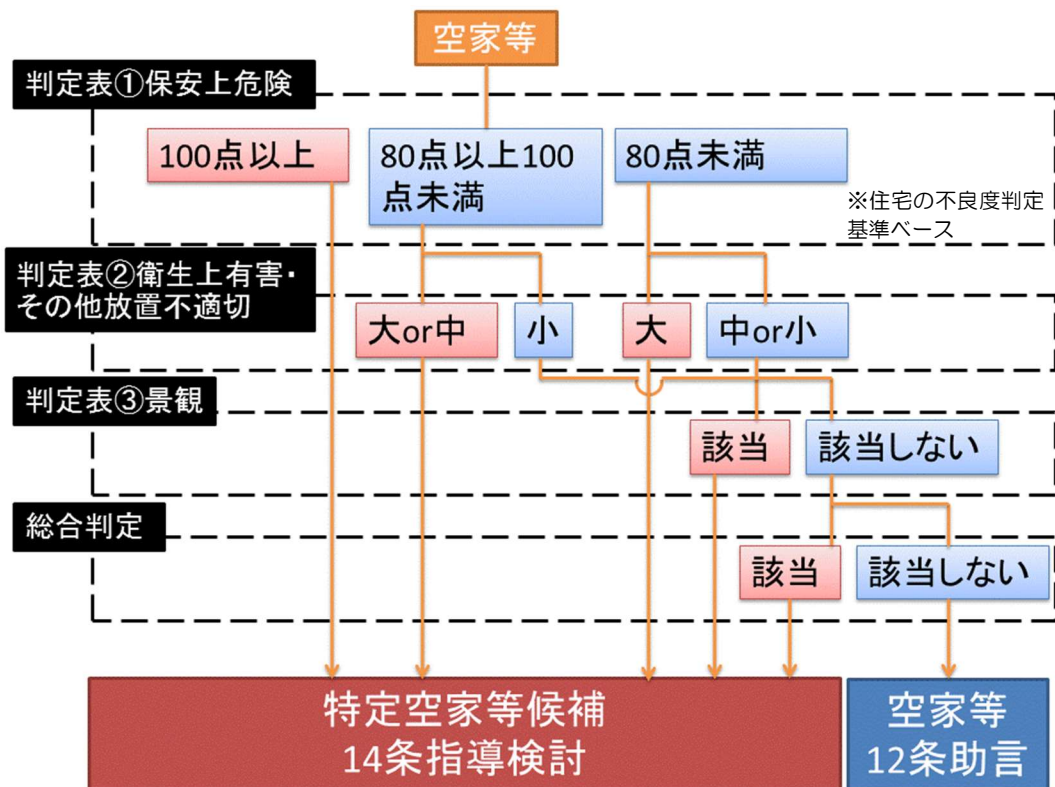 空家等
判定表①保安上危険
100点以上
80点以上100
点未満
80点未満
※住宅の不良度判定
基準ベース
判定表②衛生上有害・
その他放置不適切
大or中
小
大
中or小
判定表③景観
該当
該当しない
総合判定
該当
該当しない
特定空家等候補
14条指導検討
空家等
12条助言